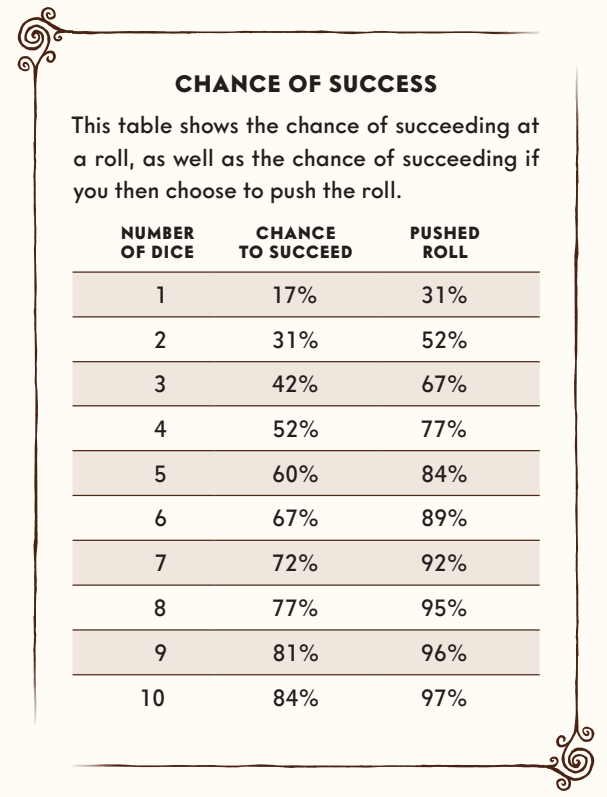 CHANCE OF SUCCESS
This table shows the chance of succeeding at
a roll, as well as the chance of succeeding if
you then choose to push the roll.
NUMBER OF DICE CHANCE TO SUCCEED PUSHED ROLL
1 17% 31%
2 31% 52%
3 42% 67%
4 52% 77%
5 60% 84%
6 67% 89%
7 72% 92%
8 77% 95%
9 81% 96%
10 84% 97%